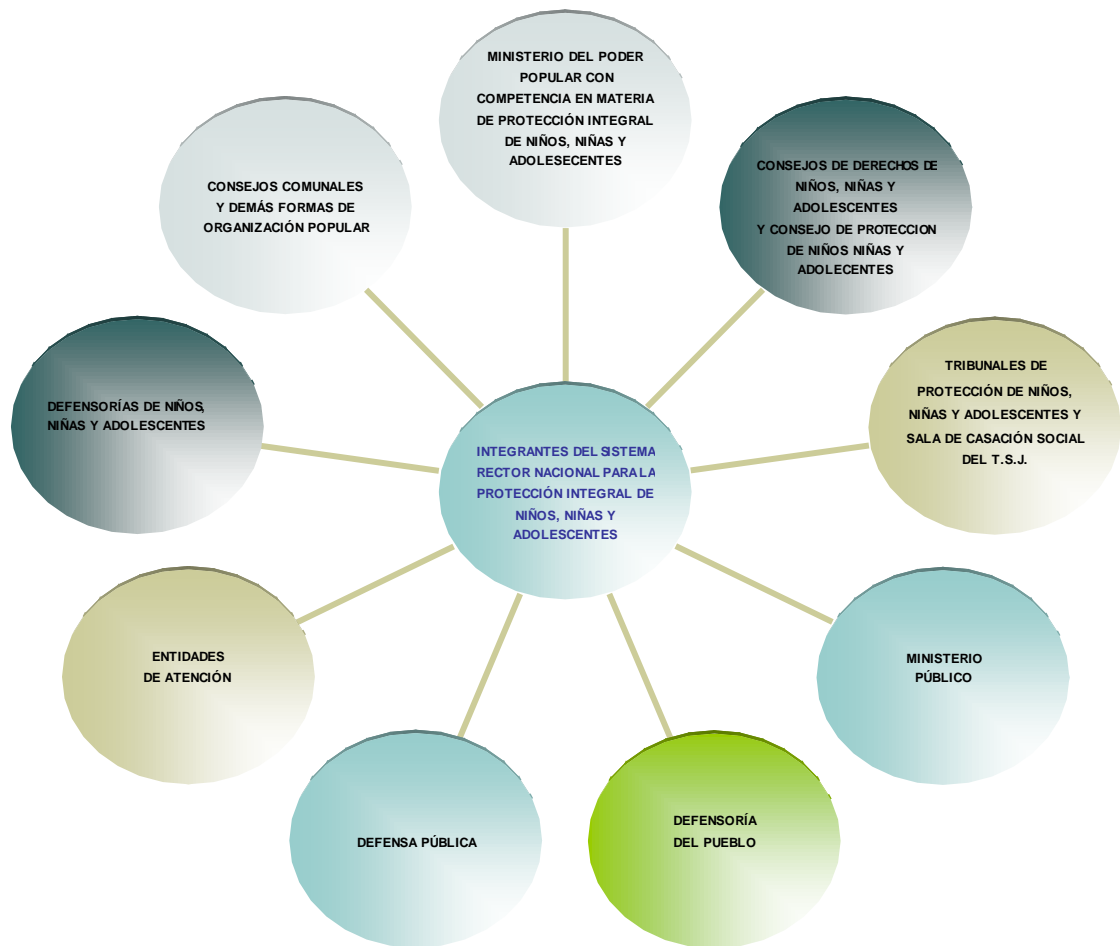 MINISTERIO DEL PODER
POPULAR CON
COMPETENCIA EN MATERIA
DE PROTECCIÓN INTEGRAL
DE NIÑOS, NIÑAS Y
ADOLESECENTES
CONSEJOS DE DERECHOS DE
NIÑOS, NIÑAS Y
ADOLESCENTES
Y CONSEJO DE PROTECCION
DE NIÑOS NIÑAS Y
ADOLECENTES
CONSEJOS COMUNALES
Y DEMÁS FORMAS DE
ORGANIZACIÓN POPULAR
TRIBUNALES DE
PROTECCIÓN DE NIÑOS,
NIÑAS Y ADOLESCENTES Y
SALA DE CASACIÓN SOCIAL
DEL T.S.J.
DEFENSORÍAS DE NIÑOS,
NIÑAS Y ADOLESCENTES
INTEGRANTES DEL SISTEMA
RECTOR NACIONAL PARA LA
PROTECCIÓN INTEGRAL DE
NIÑOS, NIÑAS Y
ADOLESCENTES
ENTIDADES
DE ATENCIÓN
MINISTERIO
PÚBLICO
DEFENSA PÚBLICA
DEFENSORÍA
DEL PUEBLO